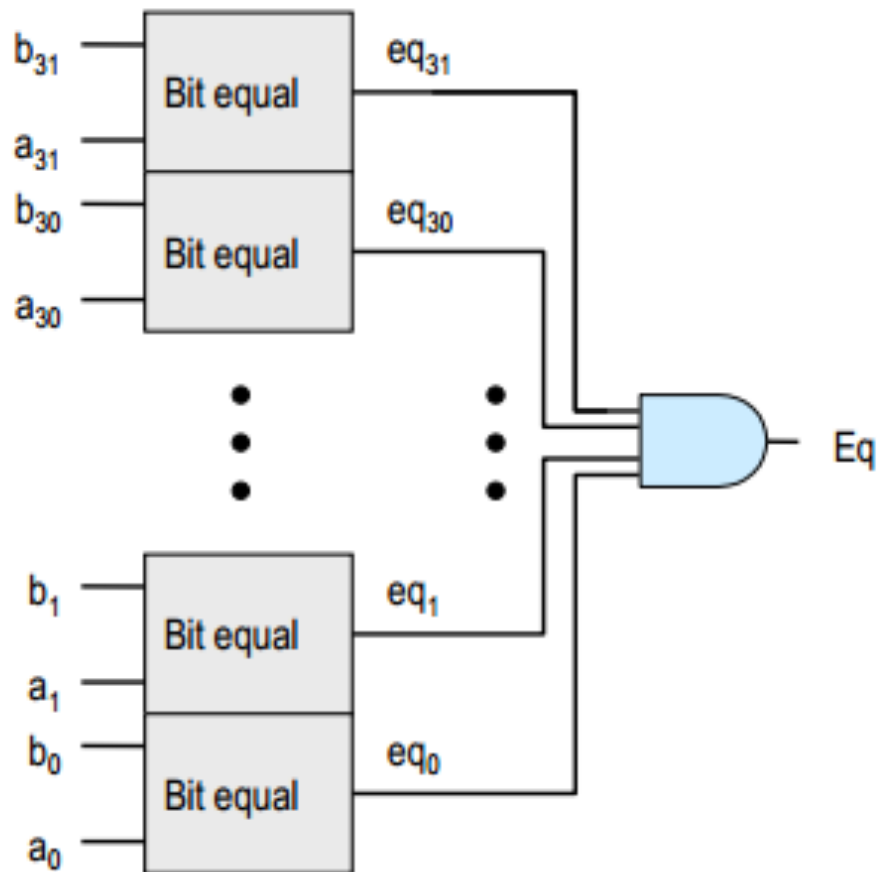 b31 eq31
Bit equal
a31
b30 eq30
Bit equal
a30
Eq
b1 eq1
Bit equal
a1
b0 eq0
Bit equal
a0